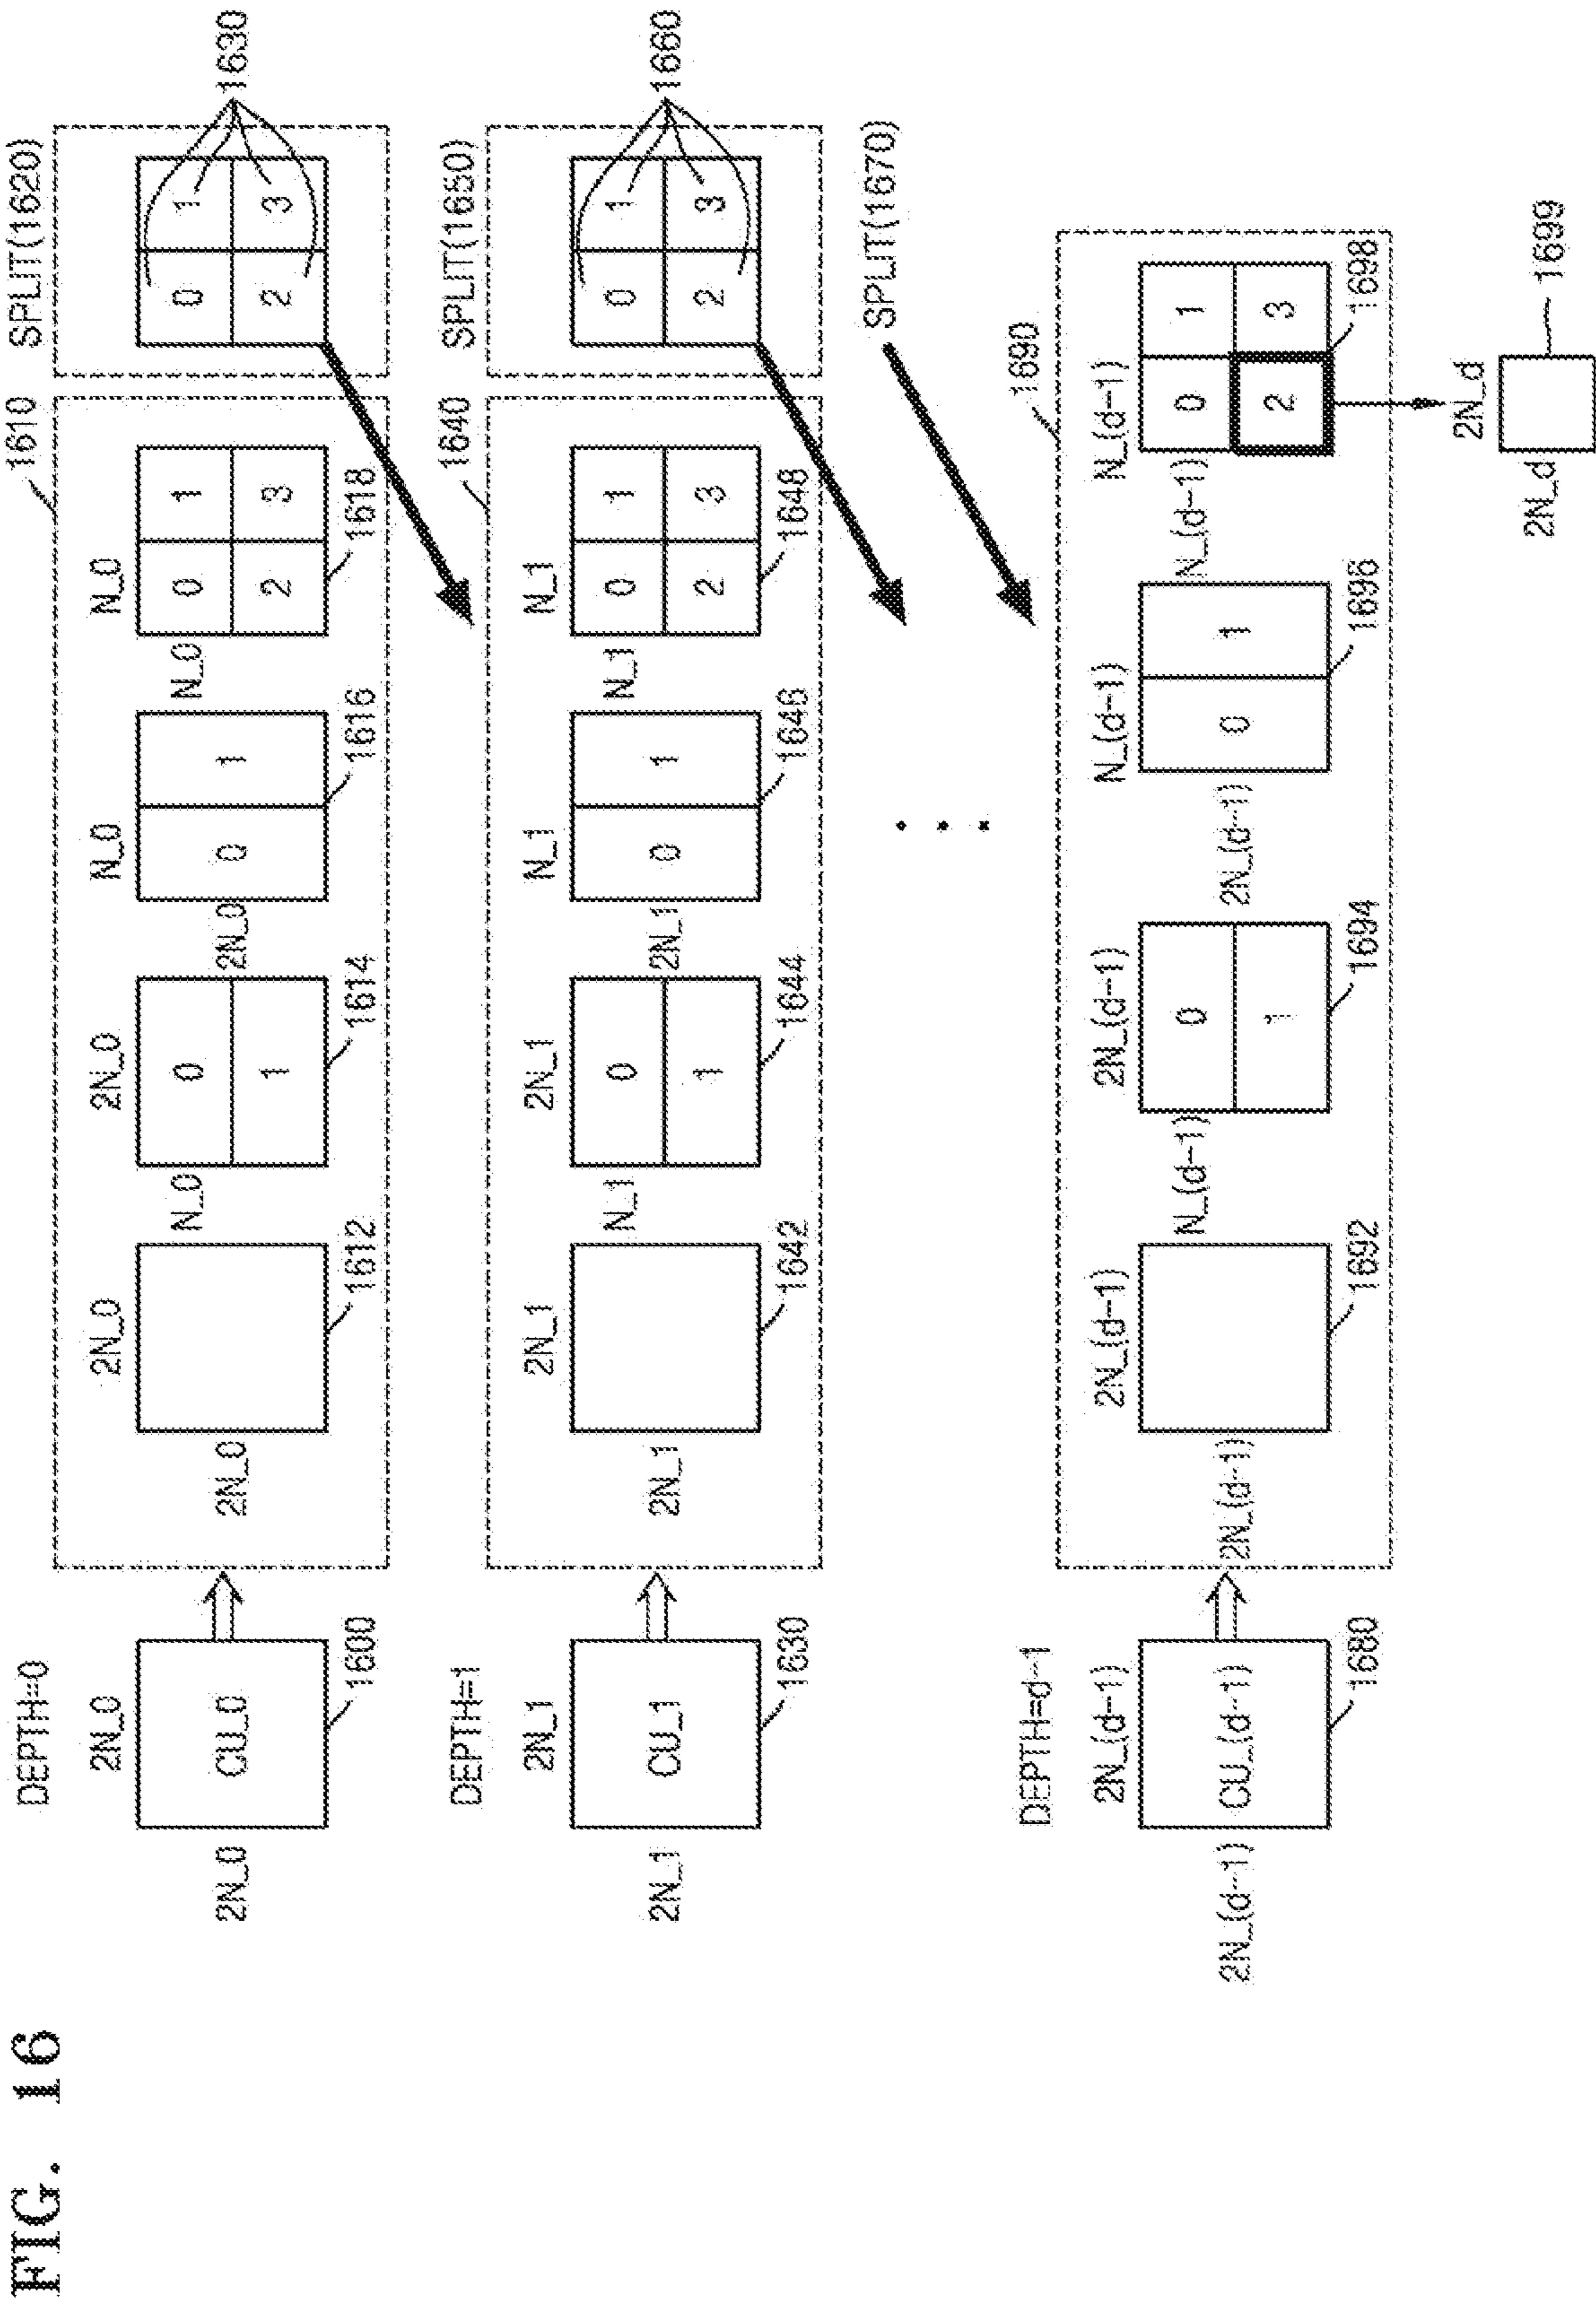 FIG. 16
DEPTH=0
1610
SPLIT(1620)
2N_0
2N_0
2N_0
N_0
N_0
2N_0
CU_0
1600
2N_0
1612
N_0
0
1
1614
2N_0
0
1
1616
N_0
0
1
2
3
1618
0
1
2
3
1630
DEPTH=1
1640
SPLIT(1650)
2N_1
2N_1
2N_1
N_1
N_1
2N_1
CU_1
1630
2N_1
1642
N_1
0
1
1644
2N_1
0
1
1646
N_1
0
1
2
3
1648
0
1
2
3
1660
SPLIT(1670)
DEPTH=d-1
1690
2N_(d-1)
2N_(d-1)
2N_(d-1)
N_(d-1)
N_(d-1)
2N_(d-1)
CU_(d-1)
1680
2N_(d-1)
1692
N_(d-1)
0
1
1694
2N_(d-1)
0
1
1696
N_(d-1)
0
1
2
3
1698
2N_d
2N_d
1699